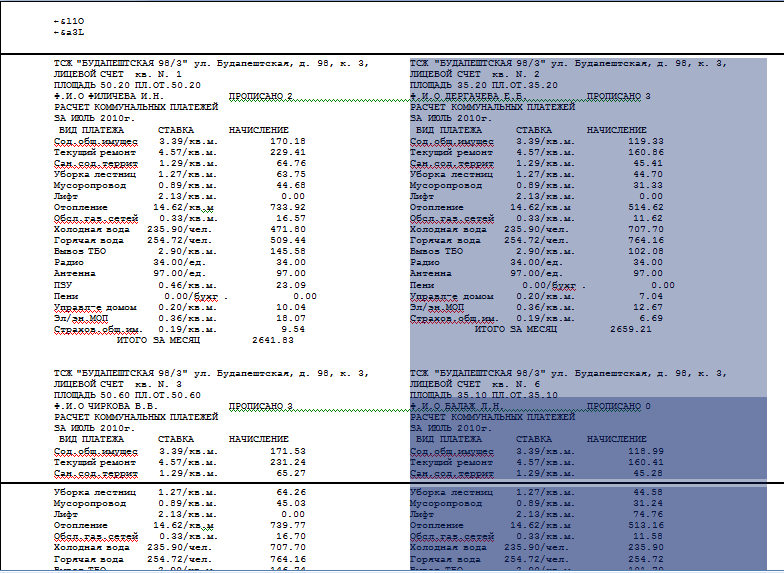 ←&l1O
←&a3L
ТСЖ "БУДАПЕШТСКАЯ 98/3" ул. Будапештская, д. 98, к. 3,
ЛИЦЕВОЙ СЧЕТ кв. N. 1
ПЛОЩАДЬ 50.20 ПЛ.ОТ.50.20
Ф.И.О ФИЛИЧЕВА И.Н. ПРОПИСАНО 2
РАСЧЕТ КОММУНАЛЬНЫХ ПЛАТЕЖЕЙ
ЗА ИЮЛЬ 2010г.
ВИД ПЛАТЕЖА СТАВКА НАЧИСЛЕНИЕ
Сод.общ.имущес 3.39/кв.м. 170.18
Текущий ремонт 4.57/кв.м. 229.41
Сан.сод.террит 1.29/кв.м. 64.76
Уборка лестниц 1.27/кв.м. 63.75
Мусоропровод 0.89/кв.м. 44.68
Лифт 2.13/кв.м. 0.00
Отопление 14.62/кв.м 733.92
Обсл.газ.сетей 0.33/кв.м. 16.57
Холодная вода 235.90/чел. 471.80
Горячая вода 254.72/чел. 509.44
Вывоз ТБО 2.90/кв.м. 145.58
Радио 34.00/ед. 34.00
Антенна 97.00/ед. 97.00
ПЗУ 0.46/кв.м. 23.09
Пени 0.00/бухг . 0.00
Управл-е домом 0.20/кв.м. 10.04
Эл/эн.МОП 0.36/кв.м. 18.07
Страхов.общ.им. 0.19/кв.м. 9.54
ИТОГО ЗА МЕСЯЦ 2641.83
ТСЖ "БУДАПЕШТСКАЯ 98/3" ул. Будапештская, д. 98, к. 3,
ЛИЦЕВОЙ СЧЕТ кв. N. 2
ПЛОЩАДЬ 35.20 ПЛ.ОТ.35.20
Ф.И.О ДЕРГАЧЕВА Е.Б. ПРОПИСАНО 3
РАСЧЕТ КОММУНАЛЬНЫХ ПЛАТЕЖЕЙ
ЗА ИЮЛЬ 2010г.
ВИД ПЛАТЕЖА СТАВКА НАЧИСЛЕНИЕ
Сод.общ.имущес 3.39/кв.м. 119.33
Текущий ремонт 4.57/кв.м. 160.86
Сан.сод.террит 1.29/кв.м. 45.41
Уборка лестниц 1.27/кв.м. 44.70
Мусоропровод 0.89/кв.м. 31.33
Лифт 2.13/кв.м. 0.00
Отопление 14.62/кв.м 514.62
Обсл.газ.сетей 0.33/кв.м. 11.62
Холодная вода 235.90/чел. 707.70
Горячая вода 254.72/чел. 764.16
Вывоз ТБО 2.90/кв.м. 102.08
Радио 34.00/ед. 34.00
Антенна 97.00/ед. 97.00
Пени 0.00/бухг . 0.00
Управл-е домом 0.20/кв.м. 7.04
Эл/эн.МОП 0.36/кв.м. 12.67
Страхов.общ.им. 0.19/кв.м. 6.69
ИТОГО ЗА МЕСЯЦ 2659.21
ТСЖ "БУДАПЕШТСКАЯ 98/3" ул. Будапештская, д. 98, к. 3,
ЛИЦЕВОЙ СЧЕТ кв. N. 3
ПЛОЩАДЬ 50.60 ПЛ.ОТ.50.60
Ф.И.О ЧИРКОВА В.В. ПРОПИСАНО 3
РАСЧЕТ КОММУНАЛЬНЫХ ПЛАТЕЖЕЙ
ЗА ИЮЛЬ 2010г.
ВИД ПЛАТЕЖА СТАВКА НАЧИСЛЕНИЕ
Сод.общ.имущес 3.39/кв.м. 171.53
Текущий ремонт 4.57/кв.м. 231.24
Сан.сод.террит 1.29/кв.м. 65.27
Уборка лестниц 1.27/кв.м. 64.26
Мусоропровод 0.89/кв.м. 45.03
Лифт 2.13/кв.м. 0.00
Отопление 14.62/кв.м 739.77
Обсл.газ.сетей 0.33/кв.м. 16.70
Холодная вода 235.90/чел. 707.70
Горячая вода 254.72/чел. 764.16
ТСЖ "БУДАПЕШТСКАЯ 98/3" ул. Будапештская, д. 98, к. 3,
ЛИЦЕВОЙ СЧЕТ кв. N. 6
ПЛОЩАДЬ 35.10 ПЛ.ОТ.35.10
Ф.И.О БАЛАЖ Л.Н. ПРОПИСАНО 0
РАСЧЕТ КОММУНАЛЬНЫХ ПЛАТЕЖЕЙ
ЗА ИЮЛЬ 2010г.
ВИД ПЛАТЕЖА СТАВКА НАЧИСЛЕНИЕ
Сод.общ.имущес 3.39/кв.м. 118.99
Текущий ремонт 4.57/кв.м. 160.41
Сан.сод.террит 1.29/кв.м. 45.28
Уборка лестниц 1.27/кв.м. 44.58
Мусоропровод 0.89/кв.м. 31.24
Лифт 2.13/кв.м. 74.76
Отопление 14.62/кв.м 513.16
Обсл.газ.сетей 0.33/кв.м. 11.58
Холодная вода 235.90/чел. 235.90
Горячая вода 254.72/чел. 254.72